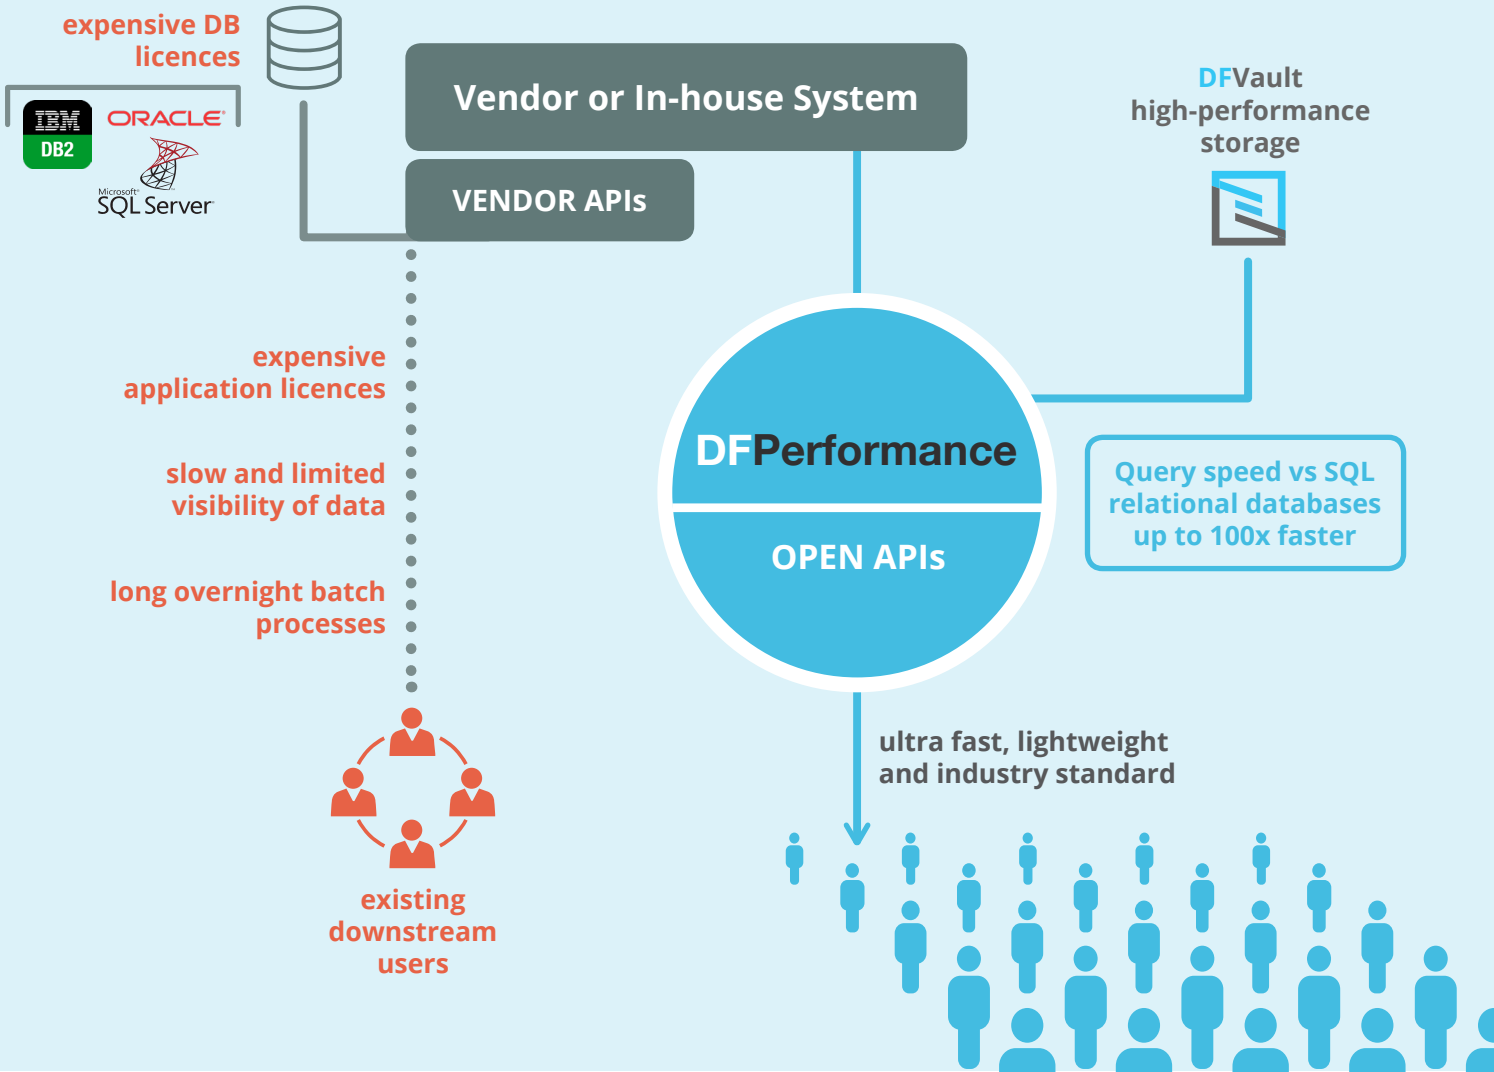 expensive DB
licences
IBM
DB2
ORACLE®
Microsoft®
SQL Server®
Vendor or In-house System
VENDOR APIs
DFVault
high-performance
storage
expensive
application licences
slow and limited
visibility of data
long overnight batch
processes
existing
downstream
users
DFPerformance
OPEN APIs
Query speed vs SQL
relational databases
up to 100x faster
ultra fast, lightweight
and industry standard